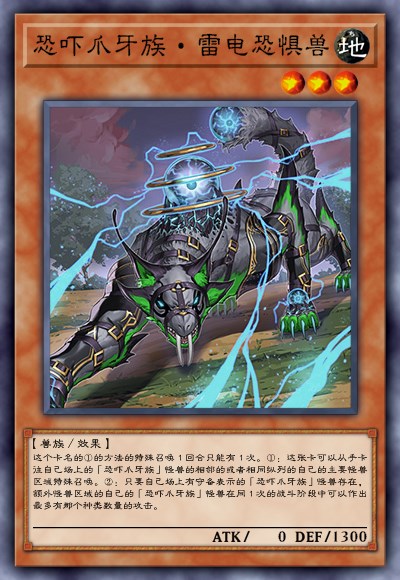 恐吓爪牙族·雷电恐惧兽
地
【兽族/效果】
这个卡名的①的方法的特殊召唤1回合只能有1次。①:这张卡可以从手卡
往自己场上的「恐吓爪牙族」怪兽的相邻的或者相同纵列的自己的主要怪兽
区域特殊召唤。②:只要自己场上有守备表示的「恐吓爪牙族」怪兽存在,
额外怪兽区域的自己的「恐吓爪牙族」怪兽在同1次的战斗阶段中可以作出
最多有那个种类数量的攻击。
ATK/ 0 DEF/1300